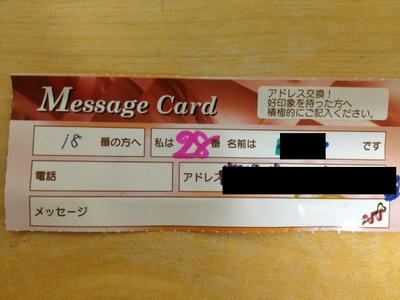 Message Card
アドレス交換！
好印象を持った方へ
積極的にご記入ください。
18 番の方へ 私は 28 番 名前は です
電話 アドレス
メッセージ